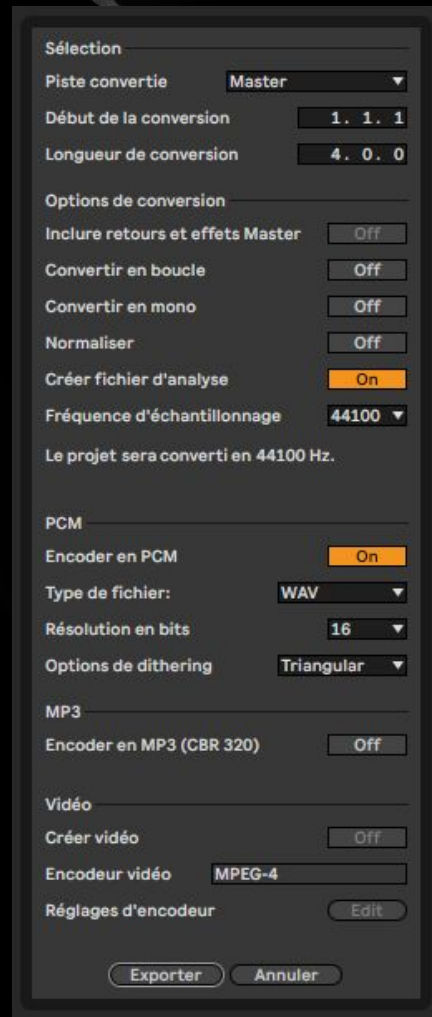 Sélection
Piste convertie Master
Début de la conversion 1. 1. 1
Longueur de conversion 4. 0. 0
Options de conversion
Inclure retours et effets Master Off
Convertir en boucle Off
Convertir en mono Off
Normaliser Off
Créer fichier d'analyse On
Fréquence d'échantillonnage 44100
Le projet sera converti en 44100 Hz.
PCM
Encoder en PCM On
Type de fichier: WAV
Résolution en bits 16
Options de dithering Triangular
MP3
Encoder en MP3 (CBR 320) Off
Vidéo
Créer vidéo Off
Encodeur vidéo MPEG-4
Réglages d'encodeur Edit
Exporter Annuler